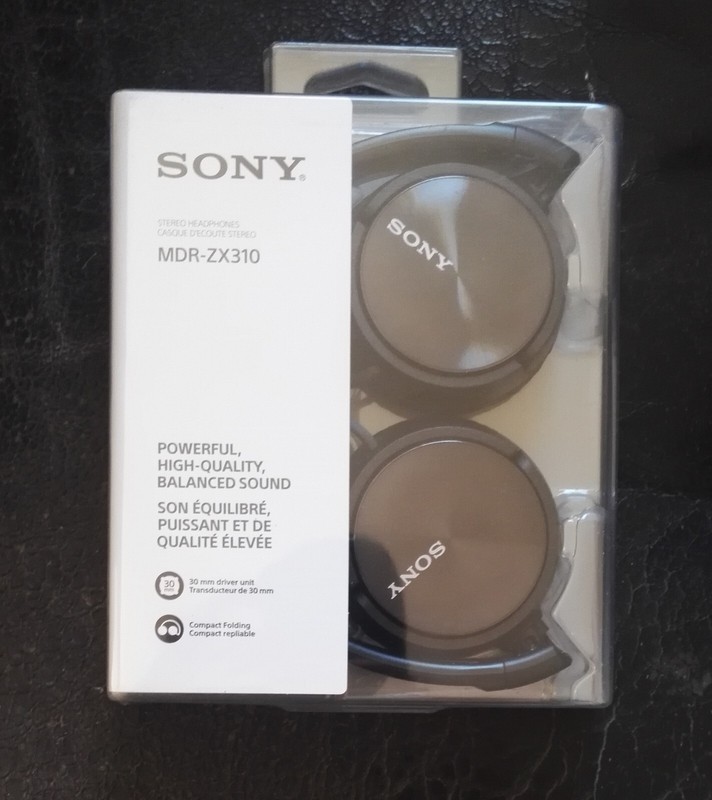 SONY®
STEREO HEADPHONES
CASQUE D'ÉCOUTE STÉRÉO
MDR-ZX310
POWERFUL,
HIGH-QUALITY,
BALANCED SOUND
SON ÉQUILIBRÉ,
PUISSANT ET DE
QUALITÉ ÉLEVÉE
30
mm
30 mm driver unit
Transducteur de 30 mm
Compact Folding
Compact repliable
SONY
SONY